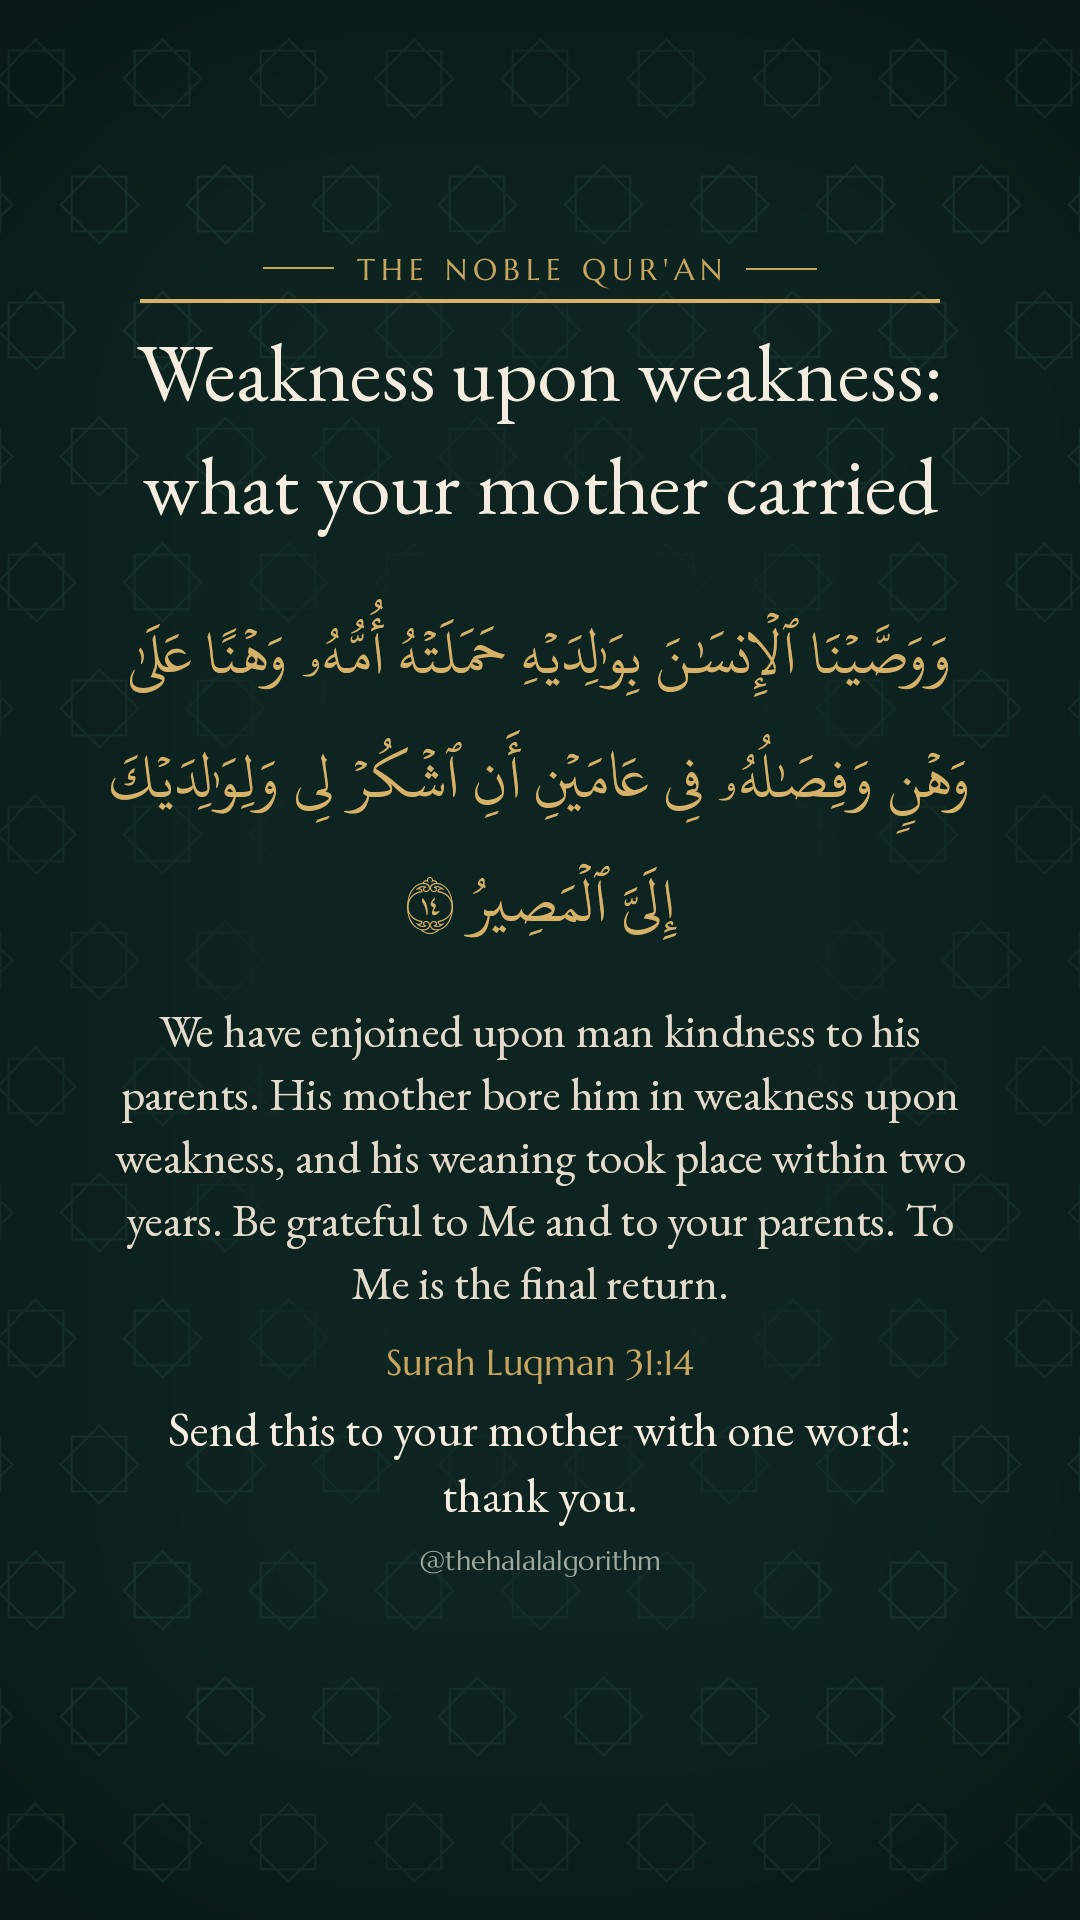 THE NOBLE QUR'AN
Weakness upon weakness:
what your mother carried
وَوَصَّيۡنَا ٱلۡإِنسَـٰنَ بِوَٰلِدَيۡهِ حَمَلَتۡهُ أُمُّهُۥ وَهۡنًا عَلَىٰ
وَهۡنٍ وَفِصَـٰلُهُۥ فِى عَامَيۡنِ أَنِ ٱشۡكُرۡ لِى وَلِوَٰلِدَيۡكَ
إِلَىَّ ٱلۡمَصِيرُ ١٤
We have enjoined upon man kindness to his
parents. His mother bore him in weakness upon
weakness, and his weaning took place within two
years. Be grateful to Me and to your parents. To
Me is the final return.
Surah Luqman 31:14
Send this to your mother with one word:
thank you.
@thehalalalgorithm